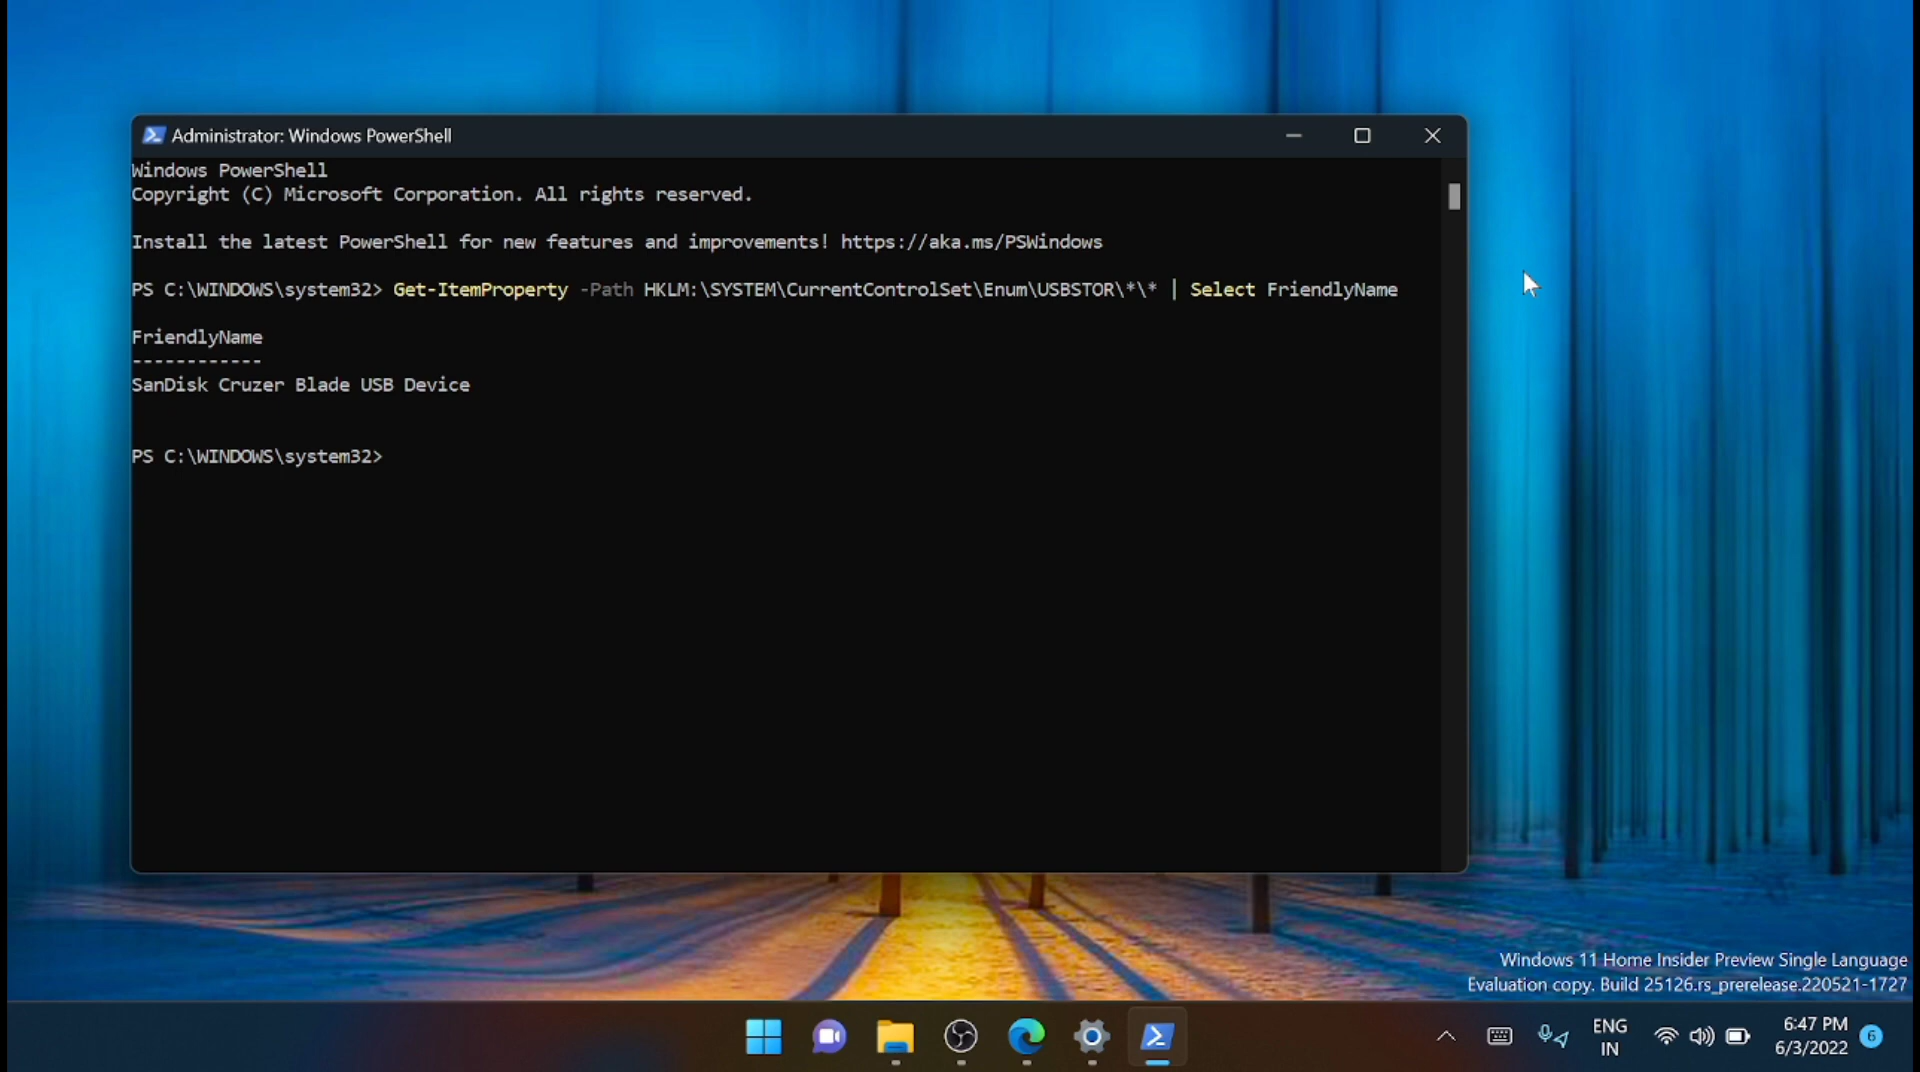 Administrator: Windows PowerShell
Windows PowerShell
Copyright (C) Microsoft Corporation. All rights reserved.
Install the latest PowerShell for new features and improvements! https://aka.ms/PSWindows
PS C:\WINDOWS\system32> Get-ItemProperty -Path HKLM:\SYSTEM\CurrentControlSet\Enum\USBSTOR\*\* | Select FriendlyName
FriendlyName
------------
SanDisk Cruzer Blade USB Device
PS C:\WINDOWS\system32>
Windows 11 Home Insider Preview Single Language
Evaluation copy. Build 25126.rs_prerelease.220521-1727
ENG
IN
6:47 PM
6/3/2022
6